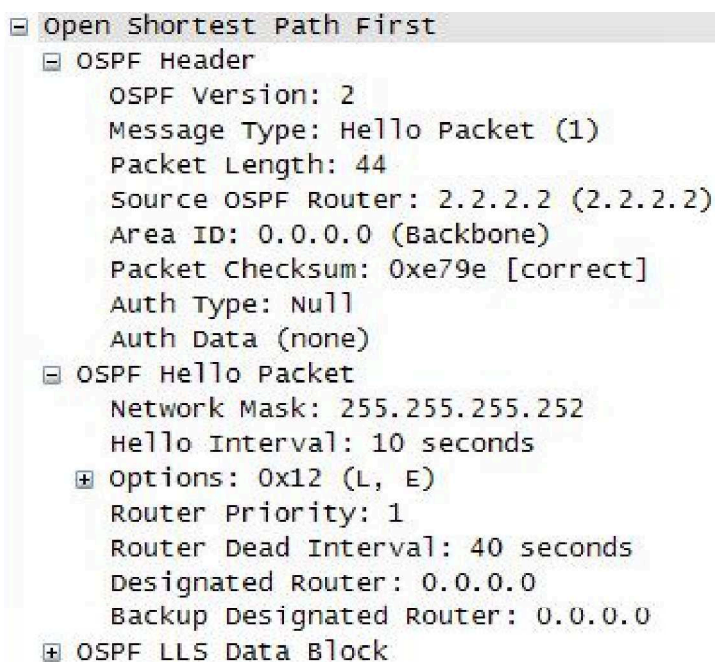 Open Shortest Path First
OSPF Header
OSPF Version: 2
Message Type: Hello Packet (1)
Packet Length: 44
Source OSPF Router: 2.2.2.2 (2.2.2.2)
Area ID: 0.0.0.0 (Backbone)
Packet Checksum: 0xe79e [correct]
Auth Type: Null
Auth Data (none)
OSPF Hello Packet
Network Mask: 255.255.255.252
Hello Interval: 10 seconds
Options: 0x12 (L, E)
Router Priority: 1
Router Dead Interval: 40 seconds
Designated Router: 0.0.0.0
Backup Designated Router: 0.0.0.0
OSPF LLS Data Block